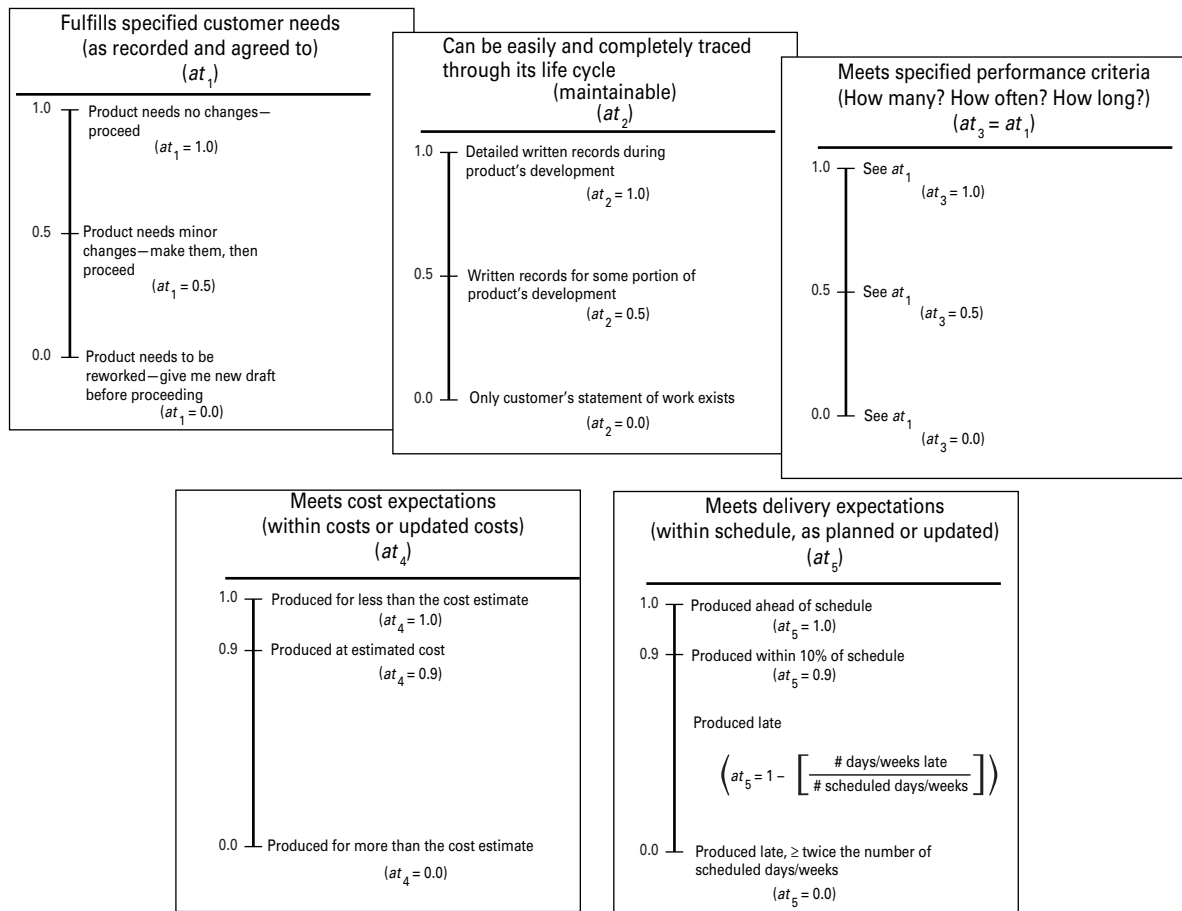 Fulfills specified customer needs
(as recorded and agreed to)
(at₁)
1.0
Product needs no changes—
proceed
(at₁ = 1.0)
0.5
Product needs minor
changes—make them, then
proceed
(at₁ = 0.5)
0.0
Product needs to be
reworked—give me new draft
before proceeding
(at₁ = 0.0)
Can be easily and completely traced
through its life cycle
(maintainable)
(at₂)
1.0
Detailed written records during
product's development
(at₂ = 1.0)
0.5
Written records for some portion of
product's development
(at₂ = 0.5)
0.0
Only customer's statement of work exists
(at₂ = 0.0)
Meets specified performance criteria
(How many? How often? How long?)
(at₃ = at₁)
1.0
See at₁
(at₃ = 1.0)
0.5
See at₁
(at₃ = 0.5)
0.0
See at₁
(at₃ = 0.0)
Meets cost expectations
(within costs or updated costs)
(at₄)
1.0
Produced for less than the cost estimate
(at₄ = 1.0)
0.9
Produced at estimated cost
(at₄ = 0.9)
0.0
Produced for more than the cost estimate
(at₄ = 0.0)
Meets delivery expectations
(within schedule, as planned or updated)
(at₅)
1.0
Produced ahead of schedule
(at₅ = 1.0)
0.9
Produced within 10% of schedule
(at₅ = 0.9)
Produced late
(at₅ = 1 – [# days/weeks late
# scheduled days/weeks])
0.0
Produced late, ≥ twice the number of
scheduled days/weeks
(at₅ = 0.0)